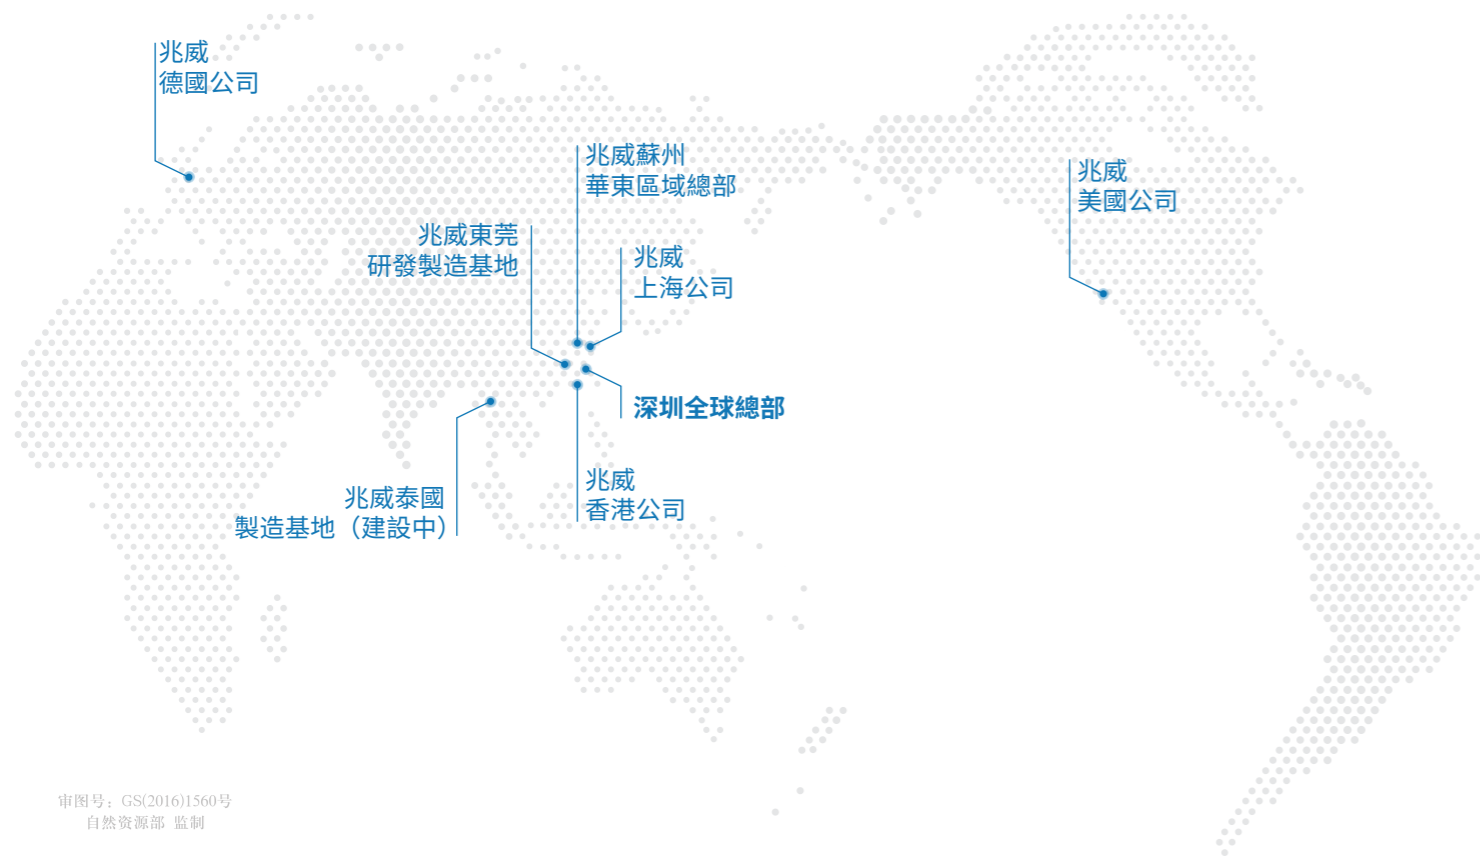 兆威
德國公司
兆威蘇州
華東區域總部
兆威
美國公司
兆威東莞
研發製造基地
兆威
上海公司
深圳全球總部
兆威
香港公司
兆威泰國
製造基地（建設中）
审图号：GS(2016)1560号
自然资源部 监制